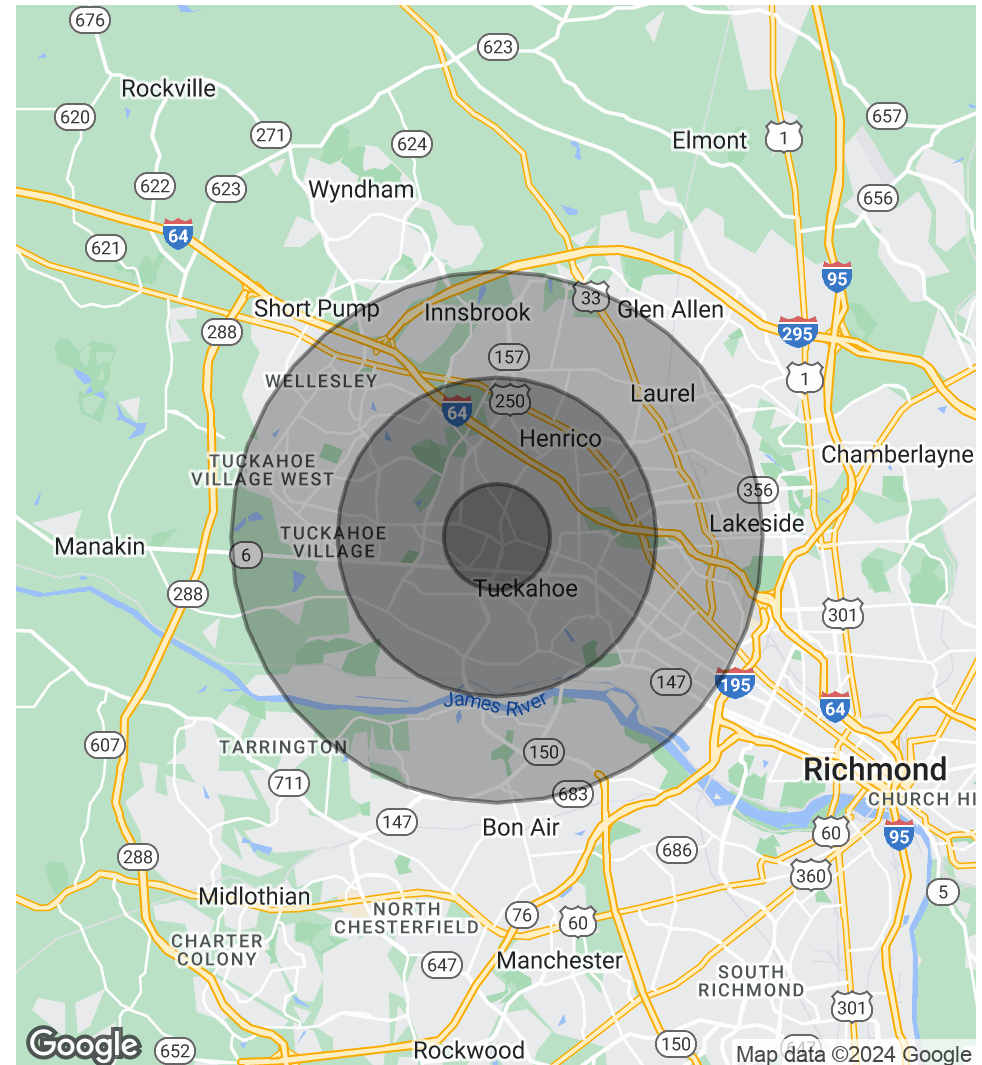 676
623
Rockville
620
657
271
Elmont
1
624
622
623
Wyndham
656
64
621
95
33
Short Pump
Innsbrook
Glen Allen
288
295
157
WELLESLEY
1
Laurel
250
64
Henrico
Chamberlayne
TUCKAHOE
VILLAGE WEST
356
Lakeside
TUCKAHOE
VILLAGE
Manakin
6
Tuckahoe
288
301
147
195
James River
64
607
TARRINGTON
150
Richmond
711
683
CHURCH HI
147
Bon Air
60
95
686
288
360
5
Midlothian
NORTH
CHESTERFIELD
76
60
CHARTER
COLONY
647
Manchester
SOUTH
RICHMOND
301
Google
652
Rockwood
150
647
Map data ©2024 Google